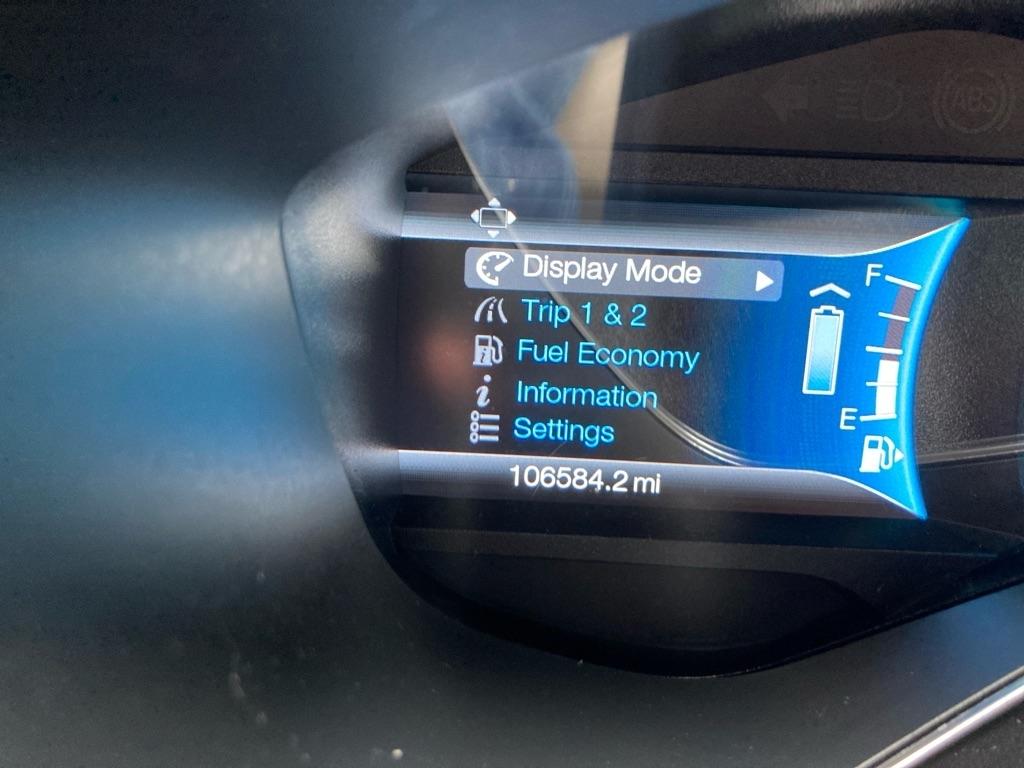 ABS
Display Mode
F
Trip 1 & 2
Fuel Economy
Information
E
Settings
106584.2 mi